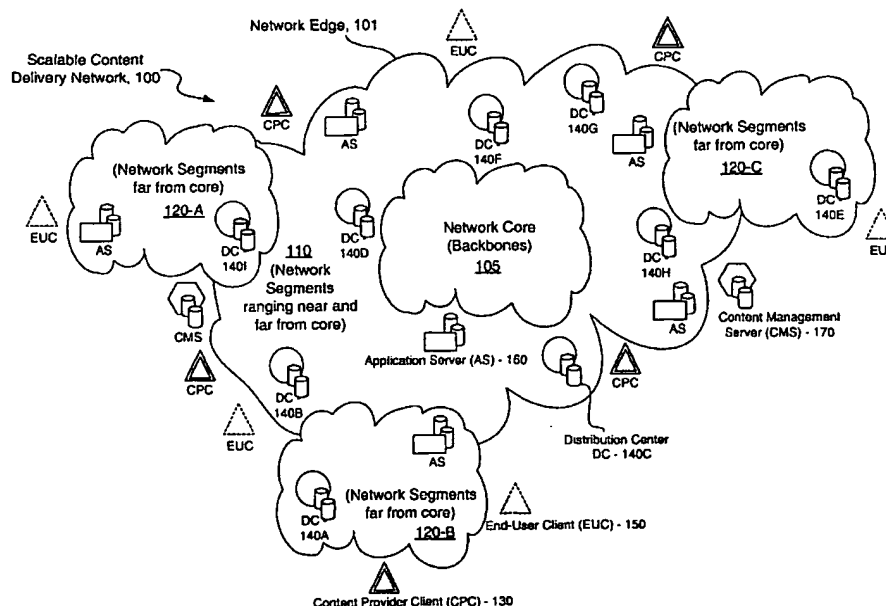 Network Edge, 101
EUC
CPC
Scalable Content
Delivery Network, 100
CPC
AS
DC
140F
DC
140G
AS
(Network Segments
far from core)
120-C
DC
140E
(Network Segments
far from core)
120-A
EUC
AS
DC
140I
DC
140D
Network Core
(Backbones)
105
DC
140H
EU
110
(Network
Segments
ranging near and
far from core)
CMS
AS
Content Management
Server (CMS) - 170
Application Server (AS) - 160
CPC
CPC
DC
140B
EUC
Distribution Center
DC - 140C
AS
DC
140A
(Network Segments
far from core)
120-B
End-User Client (EUC) - 150
Content Provider Client (CPC) - 130